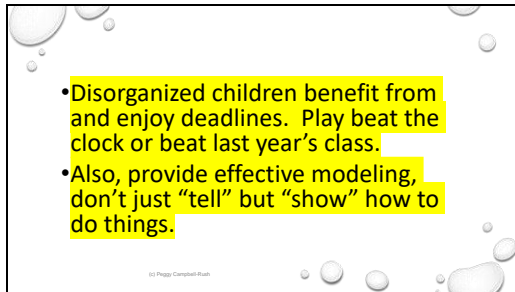 •Disorganized children benefit from
and enjoy deadlines.  Play beat the
clock or beat last year’s class.
•Also, provide effective modeling,
don’t just “tell” but “show” how to
do things.
(c) Peggy Campbell-Rush